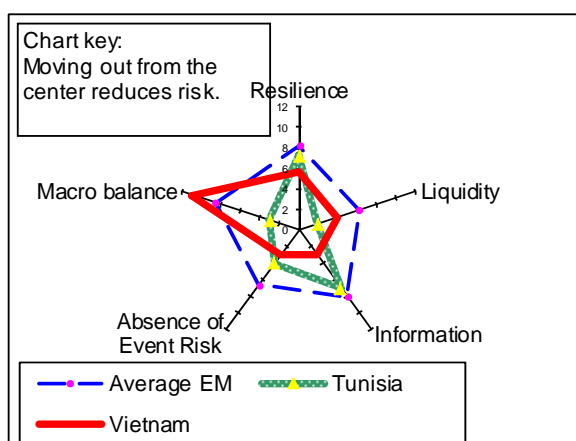 Chart key:
Moving out from the
center reduces risk.
Resilience
12
10
8
6
4
2
0
Macro balance
Liquidity
Absence of
Event Risk
Information
Average EM
Tunisia
Vietnam